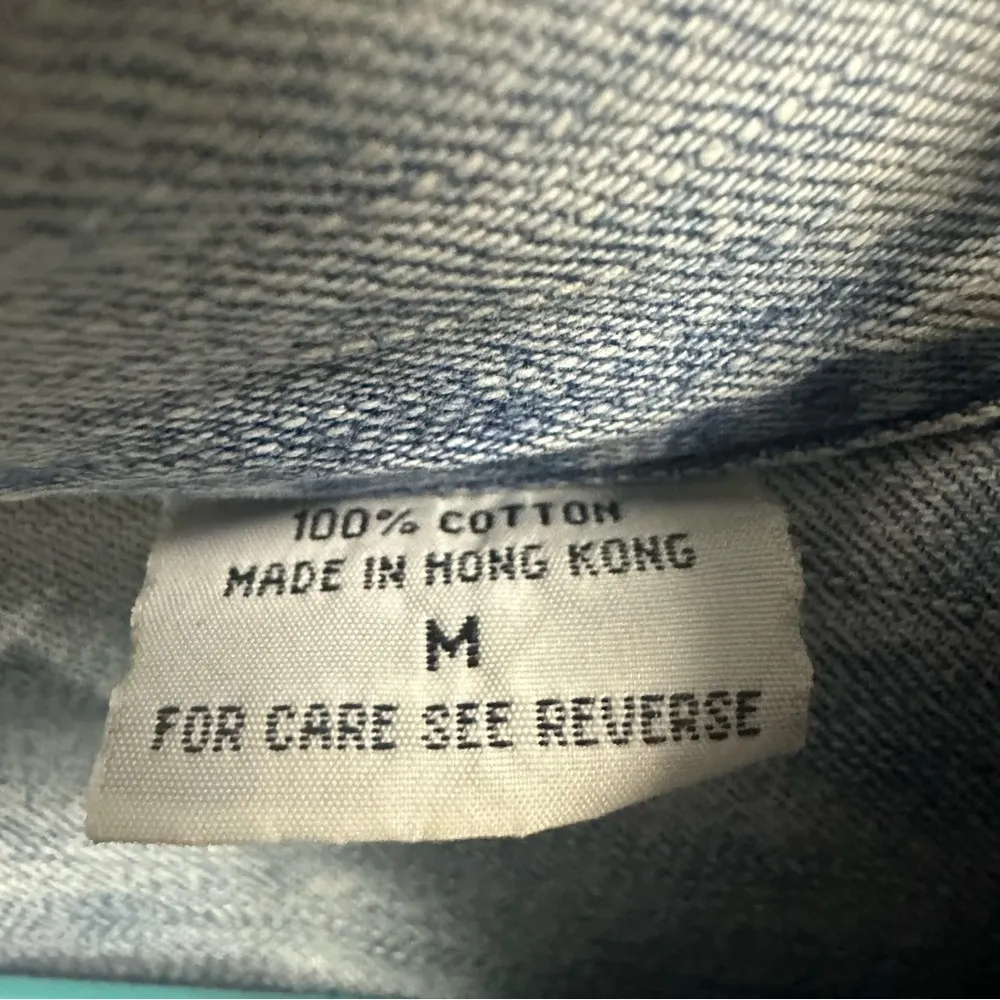 100% COTTON
MADE IN HONG KONG
M
FOR CARE SEE REVERSE